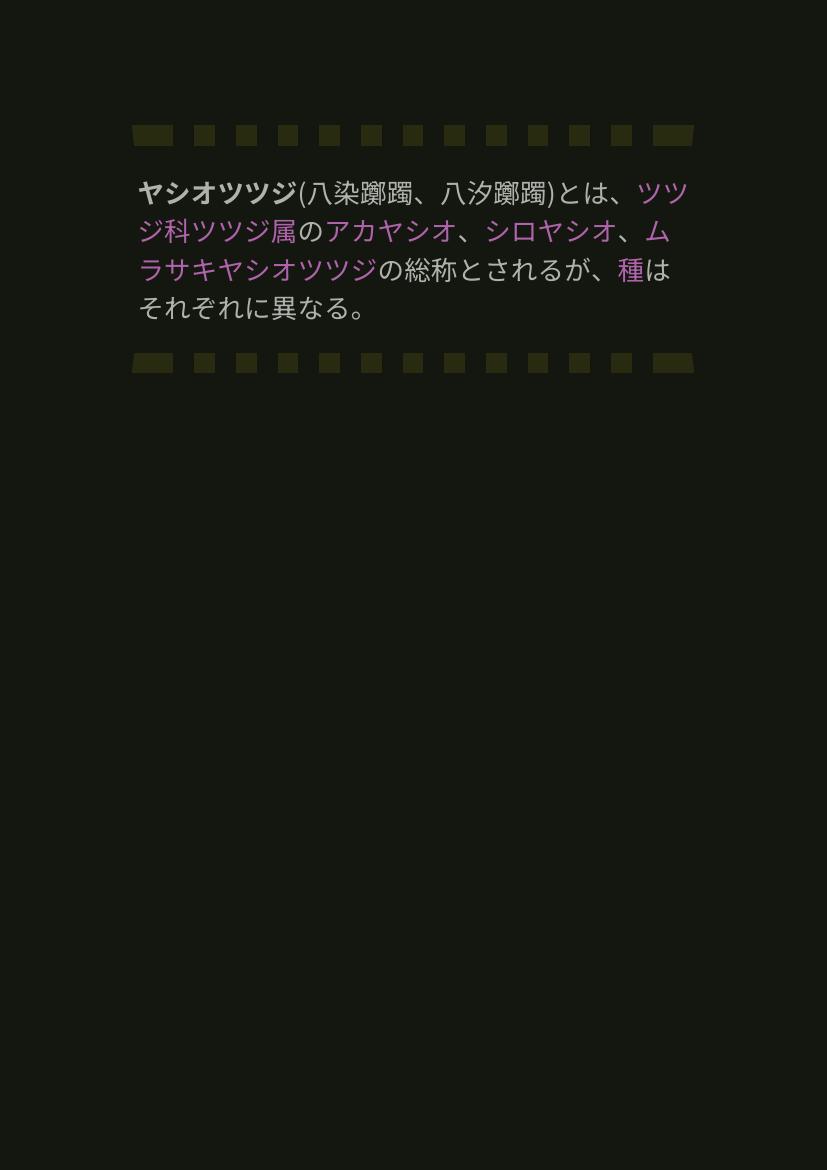 ヤシオツツジ(八染躑躅、八汐躑躅)とは、ツツ
ジ科ツツジ属のアカヤシオ、シロヤシオ、ム
ラサキヤシオツツジの総称とされるが、種は
それぞれに異なる。